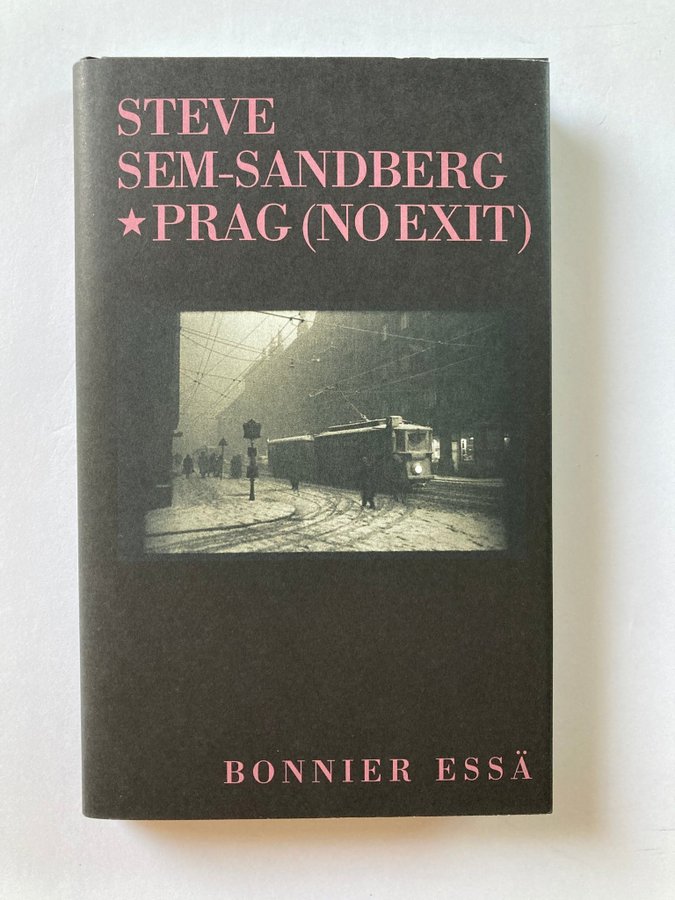 STEVE
SEM-SANDBERG
★PRAG (NO EXIT)
BONNIER ESSÄ